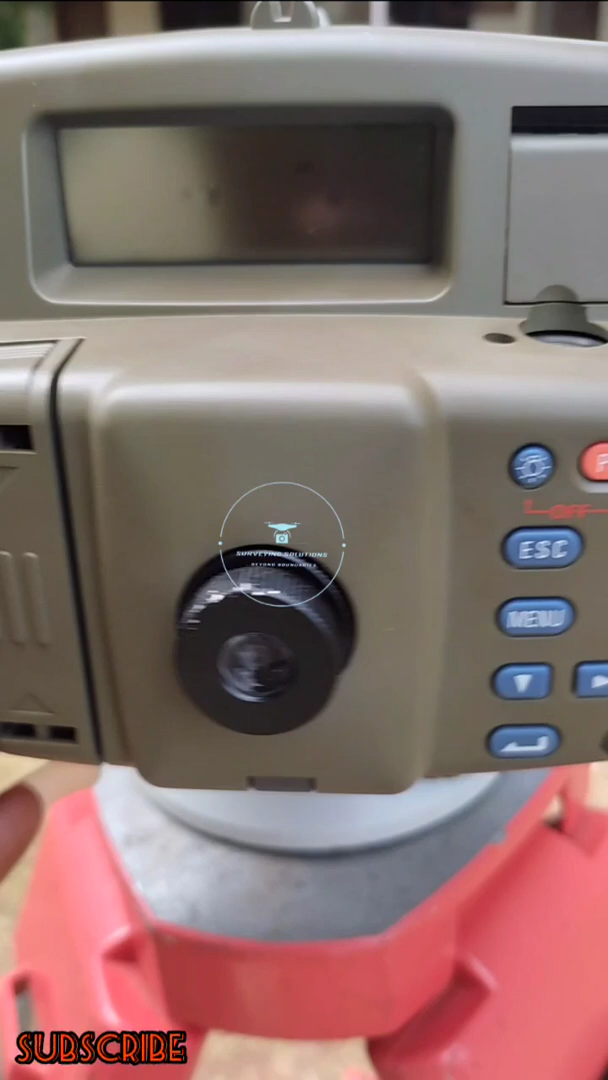 P
OFF
ESC
MENU
SURVEYING SOLUTIONS
BEYOND BOUNDARIES
SUBSCRIBE